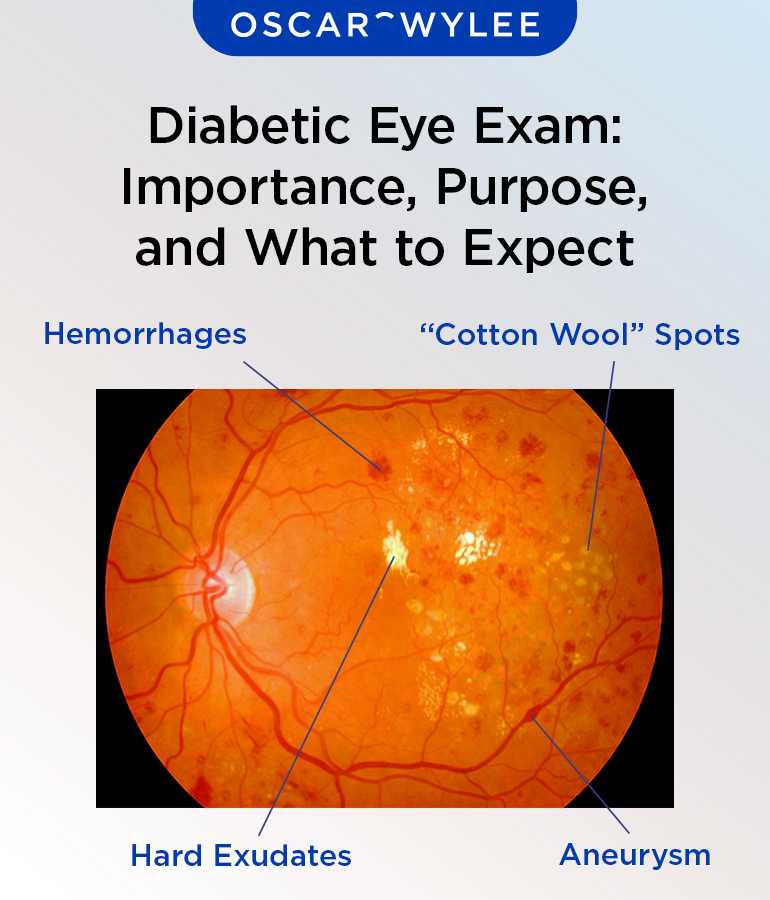 OSCAR WYLEE
Diabetic Eye Exam:
Importance, Purpose,
and What to Expect
Hemorrhages
“Cotton Wool” Spots
Hard Exudates
Aneurysm